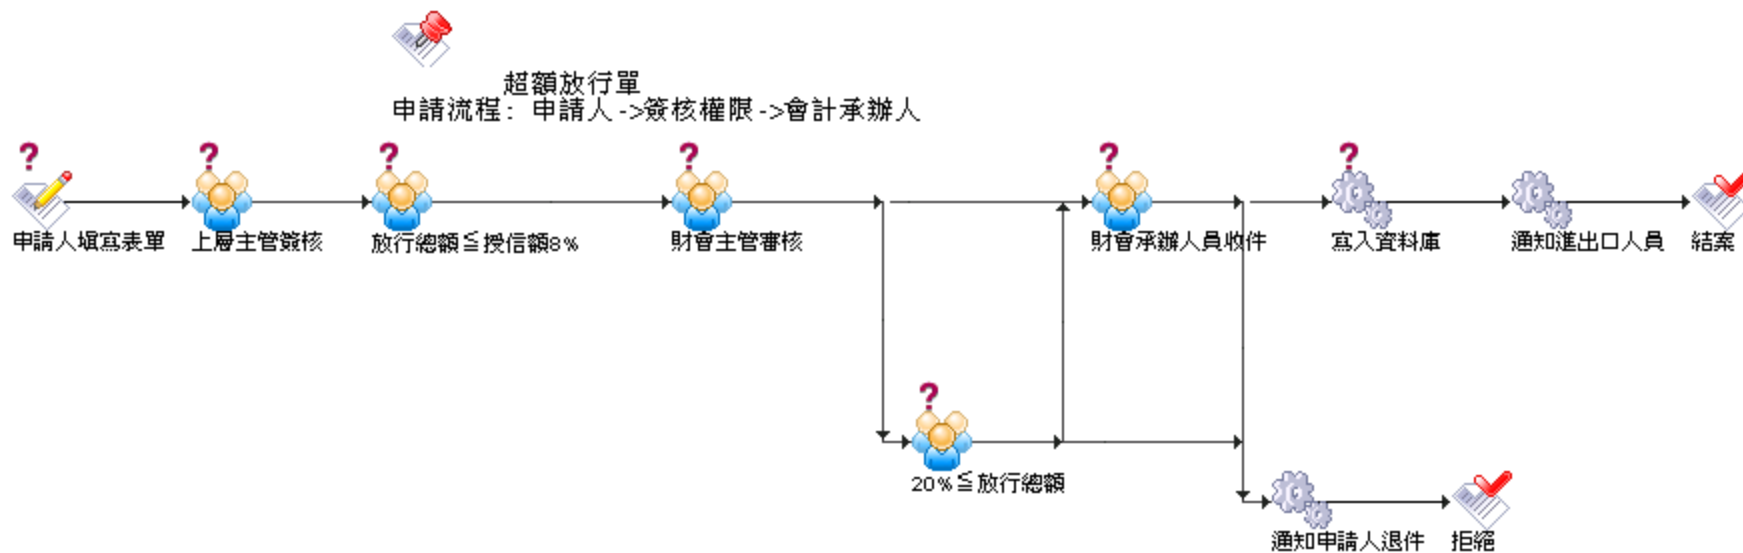 超額放行單
申請流程: 申請人->簽核權限->會計承辦人
?
?
?
?
?
?
申請人填寫表單
上層主管簽核
放行總額≦授信額8%
財會主管審核
財會承辦人員收件
寫入資料庫
通知進出口人員
結案
?
20%≦放行總額
通知申請人退件
拒絕